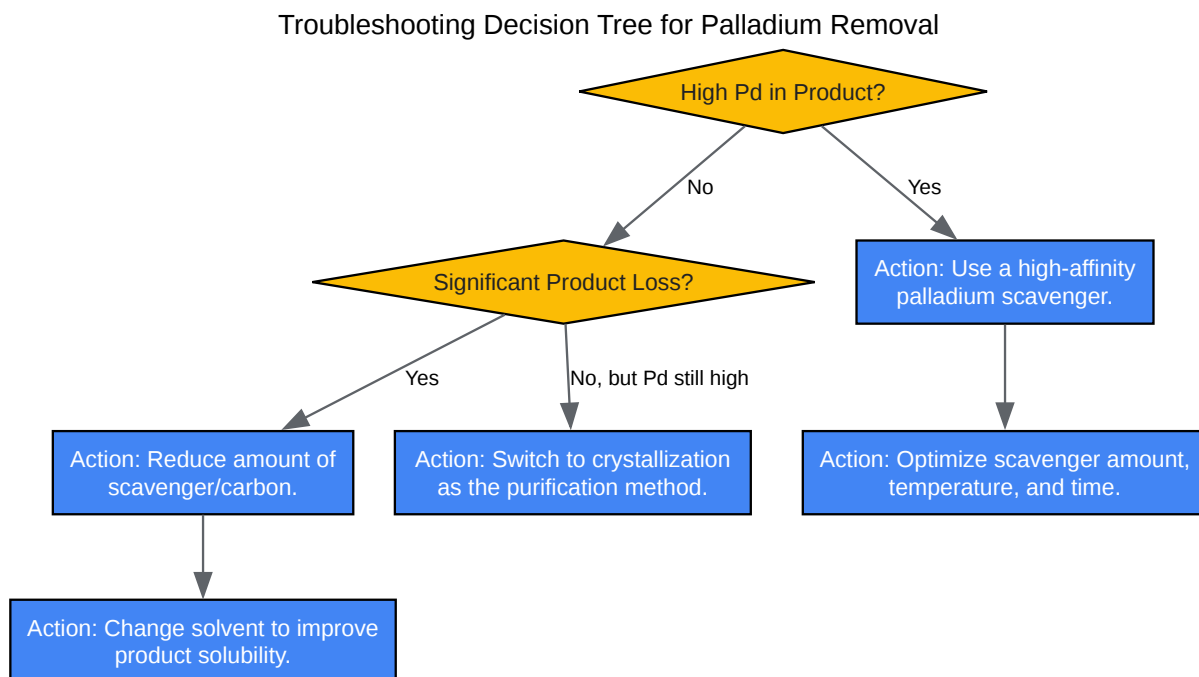 Troubleshooting Decision Tree for Palladium Removal
High Pd in Product?
No
Yes
Significant Product Loss?
Action: Use a high-affinity
palladium scavenger.
Yes
No, but Pd still high
Action: Reduce amount of
scavenger/carbon.
Action: Switch to crystallization
as the purification method.
Action: Optimize scavenger amount,
temperature, and time.
Action: Change solvent to improve
product solubility.